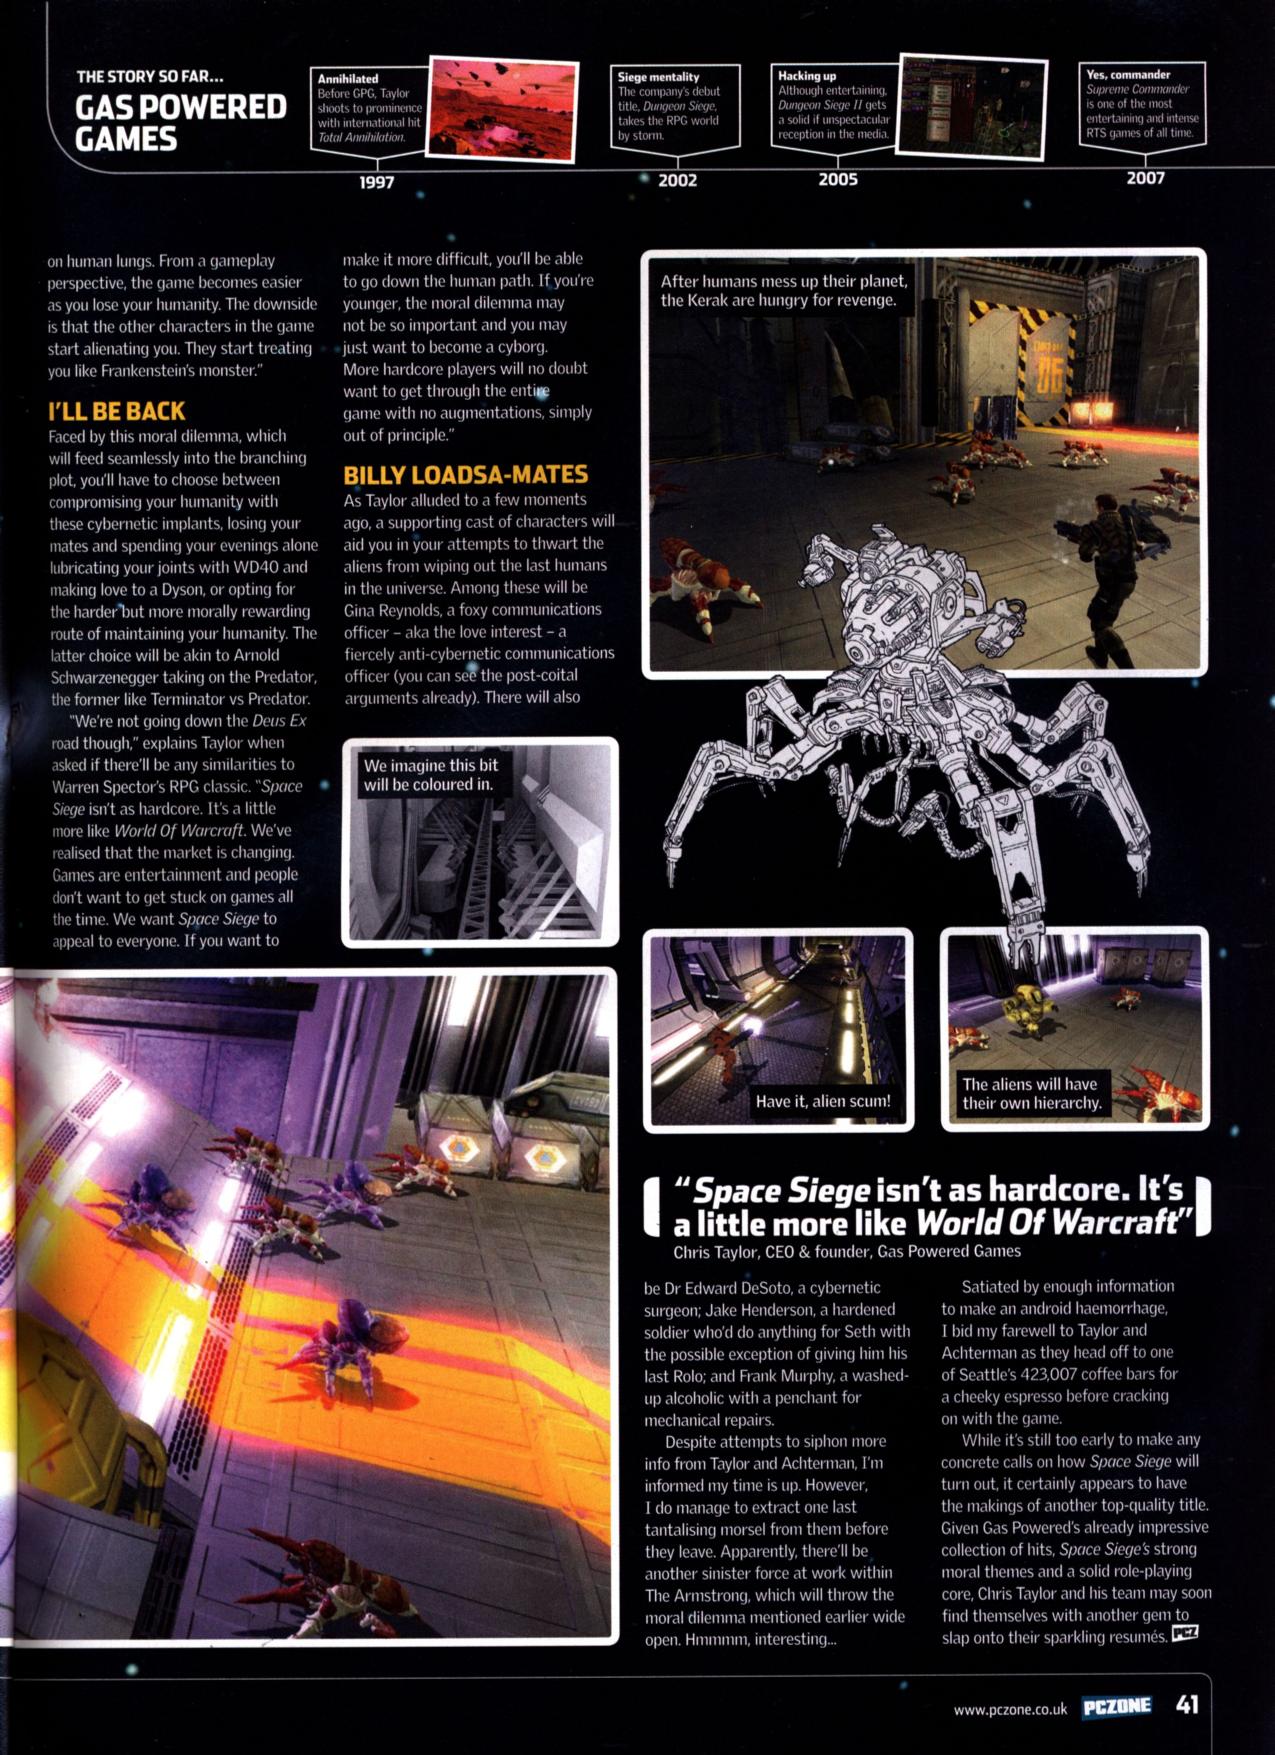 THE STORY SO FAR...
GAS POWERED
GAMES
Annihilated
Before GPG, Taylor
shoots to prominence
with international hit
Total Annihilation.
1997
Siege mentality
The company's debut
title, Dungeon Siege,
takes the RPG world
by storm.
2002
Hacking up
Although entertaining,
Dungeon Siege II gets
a solid if unspectacular
reception in the media.
2005
Yes, commander
Supreme Commander
is one of the most
entertaining and intense
RTS games of all time.
2007
on human lungs. From a gameplay
perspective, the game becomes easier
as you lose your humanity. The downside
is that the other characters in the game
start alienating you. They start treating
you like Frankenstein's monster."
I'LL BE BACK
Faced by this moral dilemma, which
will feed seamlessly into the branching
plot, you'll have to choose between
compromising your humanity with
these cybernetic implants, losing your
mates and spending your evenings alone
lubricating your joints with WD40 and
making love to a Dyson, or opting for
the harder but more morally rewarding
route of maintaining your humanity. The
latter choice will be akin to Arnold
Schwarzenegger taking on the Predator,
the former like Terminator vs Predator.
"We're not going down the Deus Ex
road though," explains Taylor when
asked if there'll be any similarities to
Warren Spector's RPG classic. "Space
Siege isn't as hardcore. It's a little
more like World Of Warcraft. We've
realised that the market is changing.
Games are entertainment and people
don't want to get stuck on games all
the time. We want Space Siege to
appeal to everyone. If you want to
make it more difficult, you'll be able
to go down the human path. If you're
younger, the moral dilemma may
not be so important and you may
just want to become a cyborg.
More hardcore players will no doubt
want to get through the entire
game with no augmentations, simply
out of principle."
BILLY LOADSA-MATES
As Taylor alluded to a few moments
ago, a supporting cast of characters will
aid you in your attempts to thwart the
aliens from wiping out the last humans
in the universe. Among these will be
Gina Reynolds, a foxy communications
officer – aka the love interest – a
fiercely anti-cybernetic communications
officer (you can see the post-coital
arguments already). There will also
We imagine this bit
will be coloured in.
After humans mess up their planet,
the Kerak are hungry for revenge.
06
Have it, alien scum!
The aliens will have
their own hierarchy.
"Space Siege isn't as hardcore. It's
a little more like World Of Warcraft"
Chris Taylor, CEO & founder, Gas Powered Games
be Dr Edward DeSoto, a cybernetic
surgeon; Jake Henderson, a hardened
soldier who'd do anything for Seth with
the possible exception of giving him his
last Rolo; and Frank Murphy, a washed-
up alcoholic with a penchant for
mechanical repairs.
Despite attempts to siphon more
info from Taylor and Achterman, I'm
informed my time is up. However,
I do manage to extract one last
tantalising morsel from them before
they leave. Apparently, there'll be
another sinister force at work within
The Armstrong, which will throw the
moral dilemma mentioned earlier wide
open. Hmmmm, interesting...
Satiated by enough information
to make an android haemorrhage,
I bid my farewell to Taylor and
Achterman as they head off to one
of Seattle's 423,007 coffee bars for
a cheeky espresso before cracking
on with the game.
While it's still too early to make any
concrete calls on how Space Siege will
turn out, it certainly appears to have
the makings of another top-quality title.
Given Gas Powered's already impressive
collection of hits, Space Siege's strong
moral themes and a solid role-playing
core, Chris Taylor and his team may soon
find themselves with another gem to
slap onto their sparkling resumés. PCZ
www.pczone.co.uk PCZONE 41